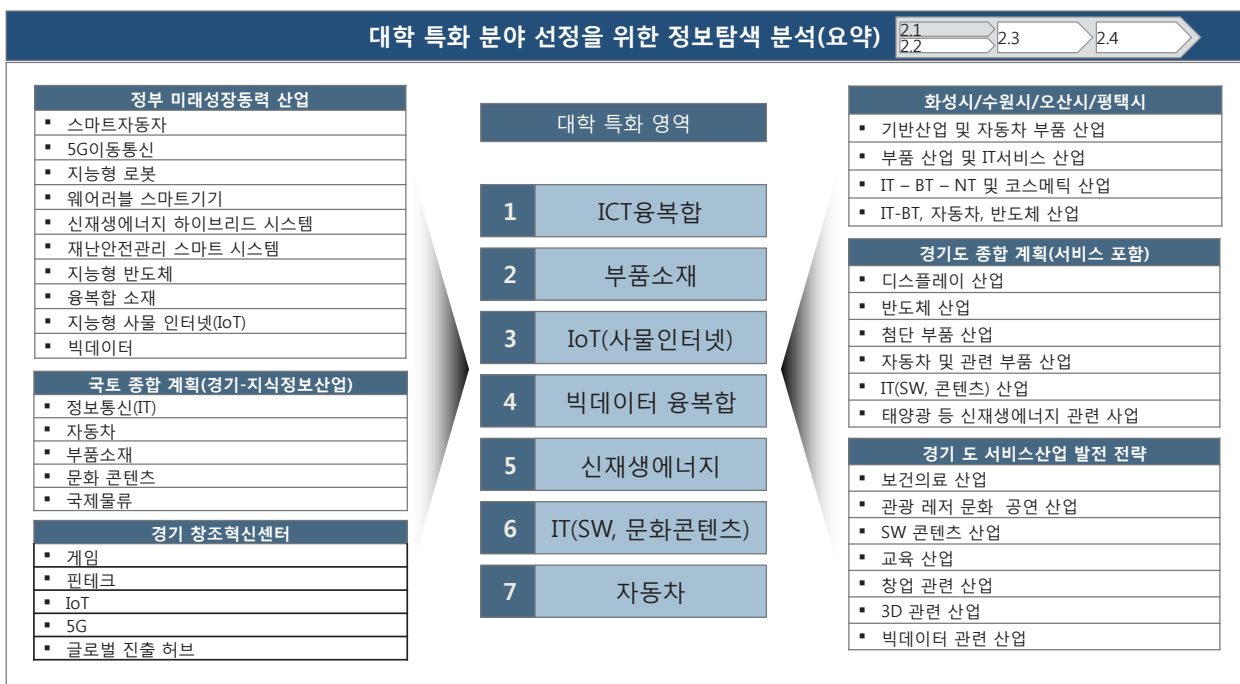 대학 특화 분야 선정을 위한 정보탐색 분석(요약)
2.1
2.2
2.3
2.4
정부 미래성장동력 산업
▪ 스마트자동자
▪ 5G이동통신
▪ 지능형 로봇
▪ 웨어러블 스마트기기
▪ 신재생에너지 하이브리드 시스템
▪ 재난안전관리 스마트 시스템
▪ 지능형 반도체
▪ 융복합 소재
▪ 지능형 사물 인터넷(IoT)
▪ 빅데이터
국토 종합 계획(경기-지식정보산업)
▪ 정보통신(IT)
▪ 자동차
▪ 부품소재
▪ 문화 콘텐츠
▪ 국제물류
경기 창조혁신센터
▪ 게임
▪ 핀테크
▪ IoT
▪ 5G
▪ 글로벌 진출 허브
대학 특화 영역
1 ICT융복합
2 부품소재
3 IoT(사물인터넷)
4 빅데이터 융복합
5 신재생에너지
6 IT(SW, 문화콘텐츠)
7 자동차
화성시/수원시/오산시/평택시
▪ 기반산업 및 자동차 부품 산업
▪ 부품 산업 및 IT서비스 산업
▪ IT – BT – NT 및 코스메틱 산업
▪ IT-BT, 자동차, 반도체 산업
경기도 종합 계획(서비스 포함)
▪ 디스플레이 산업
▪ 반도체 산업
▪ 첨단 부품 산업
▪ 자동차 및 관련 부품 산업
▪ IT(SW, 콘텐츠) 산업
▪ 태양광 등 신재생에너지 관련 사업
경기 도 서비스산업 발전 전략
▪ 보건의료 산업
▪ 관광 레저 문화 공연 산업
▪ SW 콘텐츠 산업
▪ 교육 산업
▪ 창업 관련 산업
▪ 3D 관련 산업
▪ 빅데이터 관련 산업